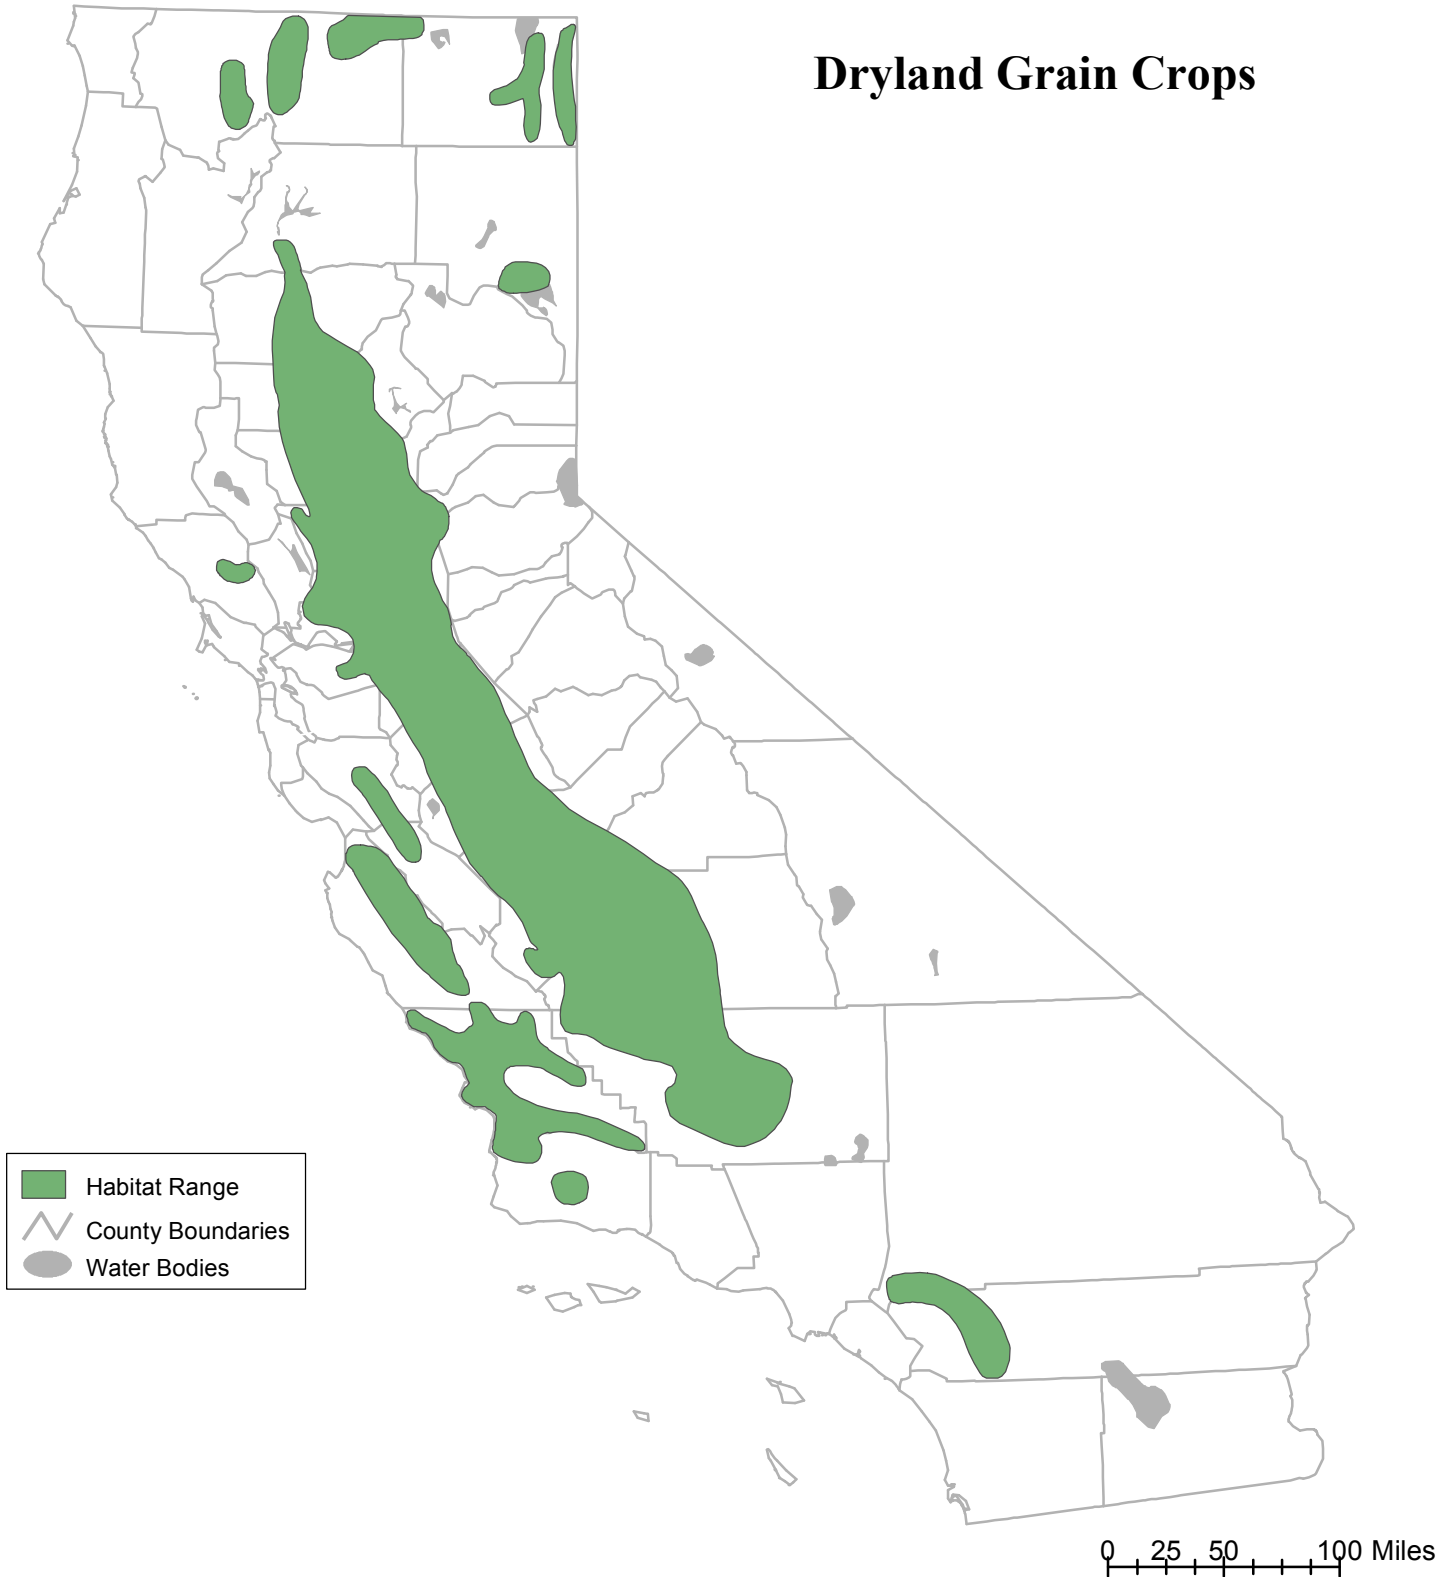 Dryland Grain Crops
Habitat Range
County Boundaries
Water Bodies
0 25 50 100 Miles